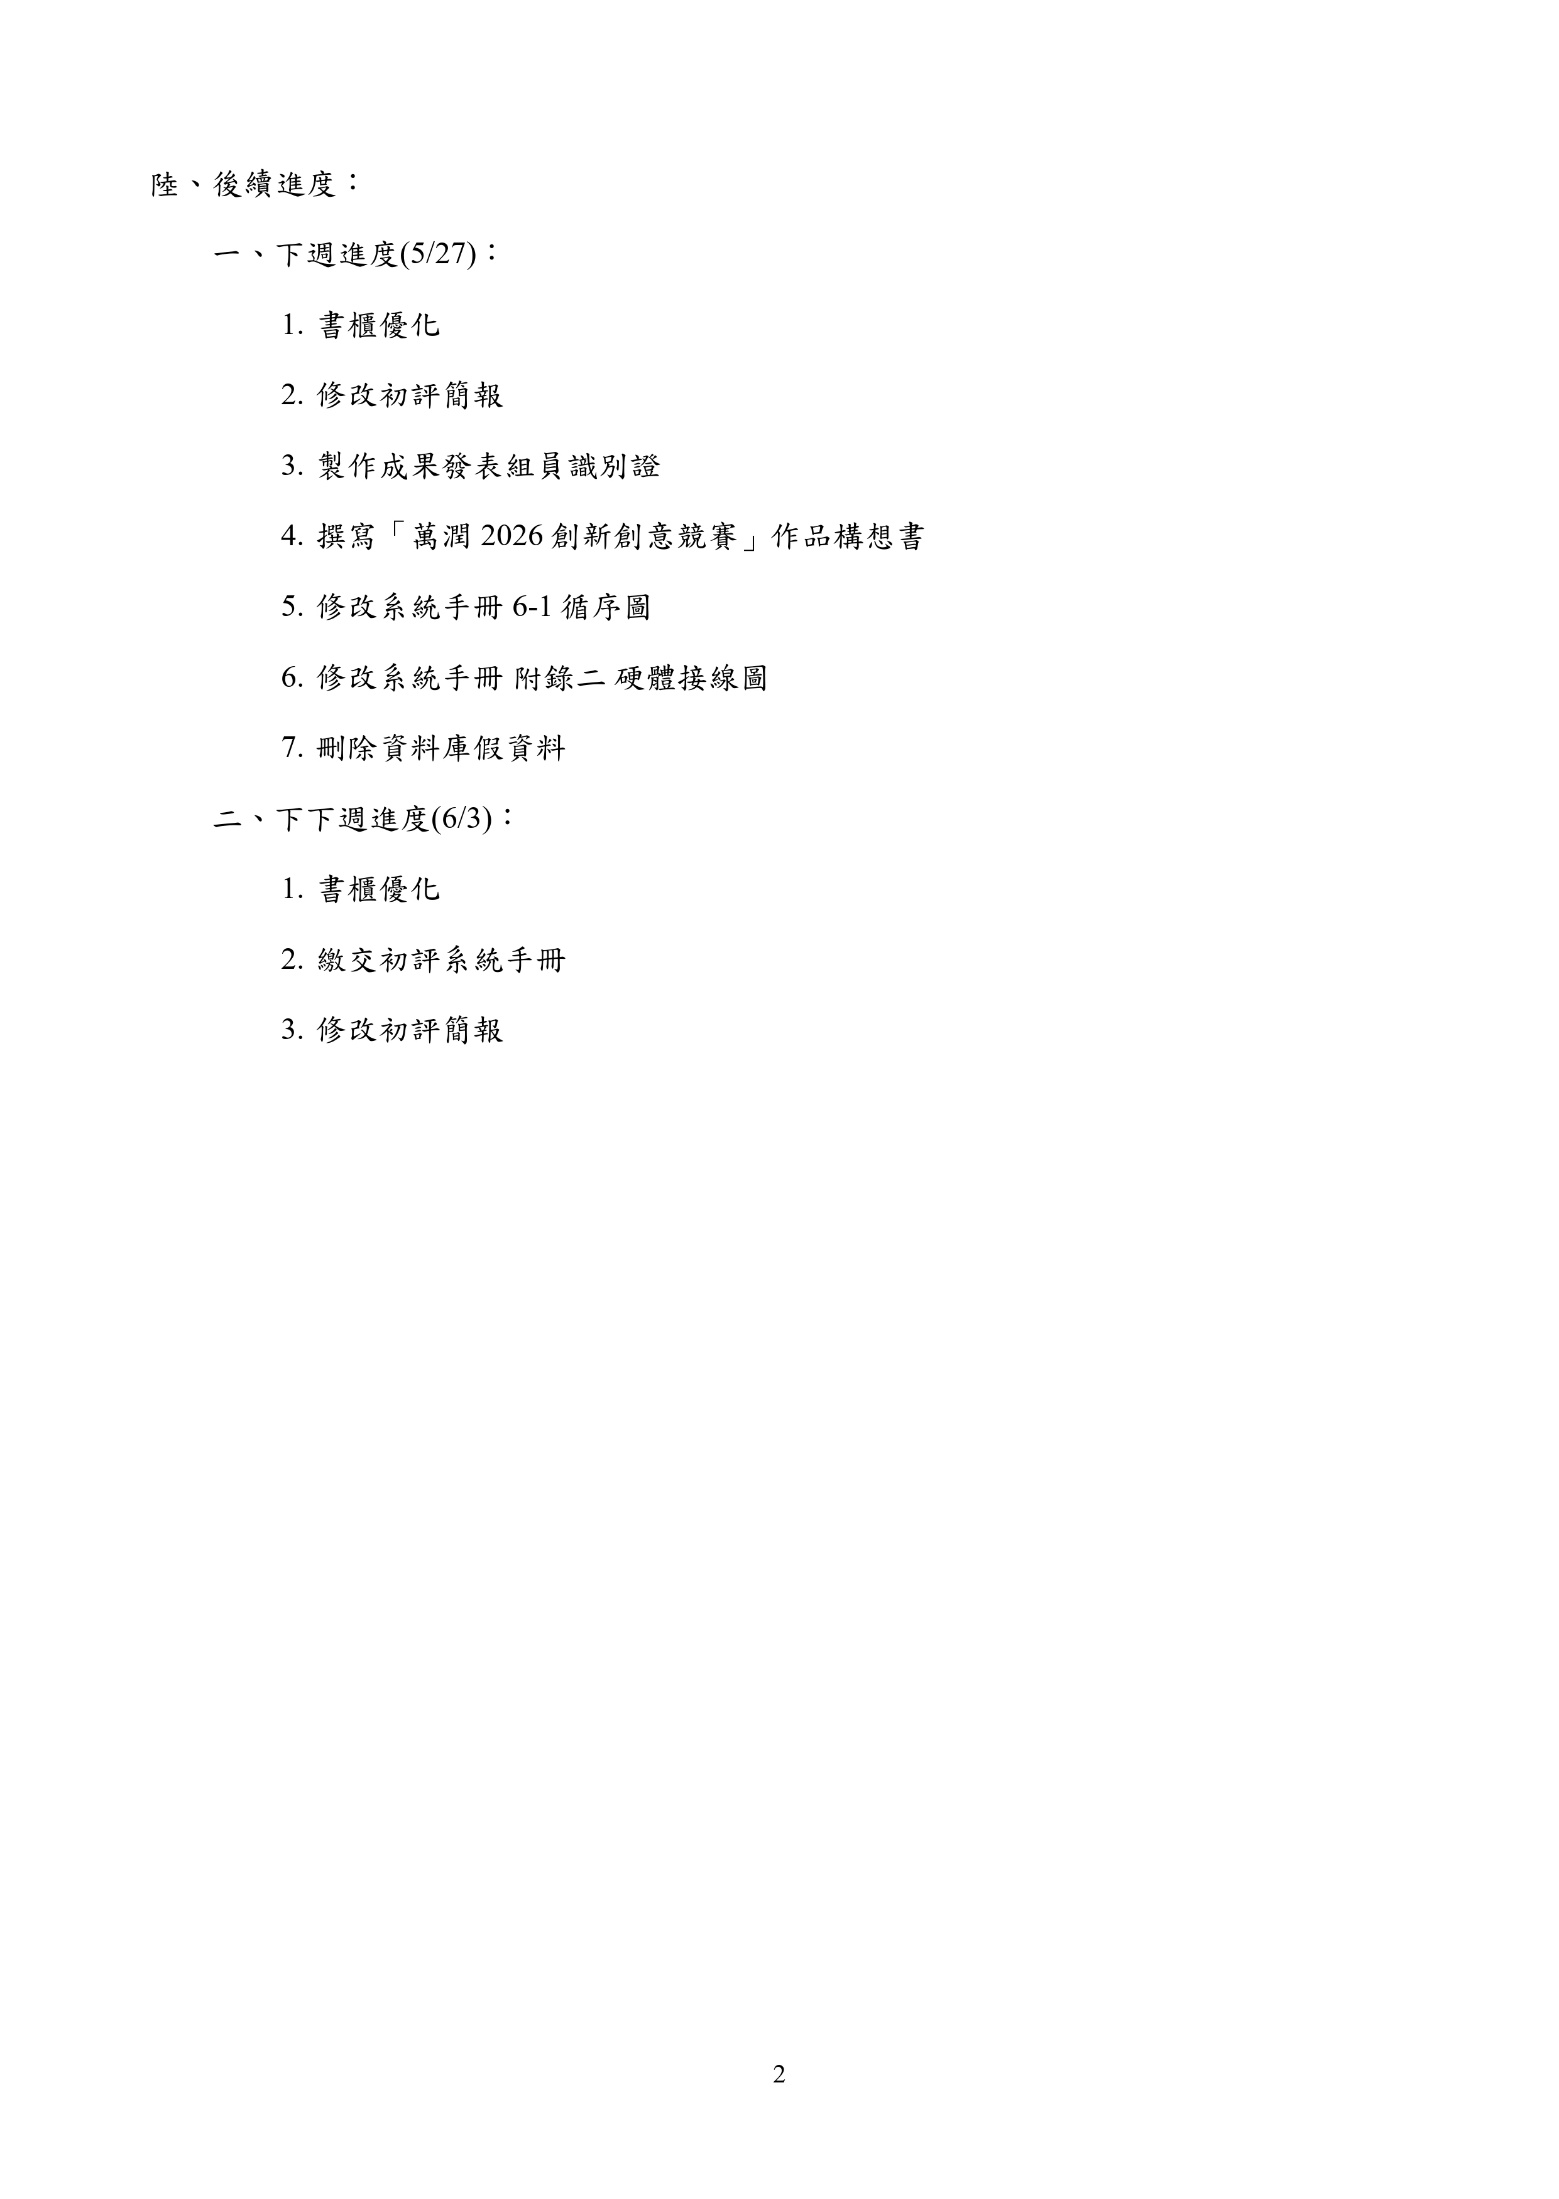 陸、後續進度：
一、下週進度(5/27)：
1. 書櫃優化
2. 修改初評簡報
3. 製作成果發表組員識別證
4. 撰寫「萬潤 2026 創新創意競賽」作品構想書
5. 修改系統手冊 6-1 循序圖
6. 修改系統手冊 附錄二 硬體接線圖
7. 刪除資料庫假資料
二、下下週進度(6/3)：
1. 書櫃優化
2. 繳交初評系統手冊
3. 修改初評簡報
2